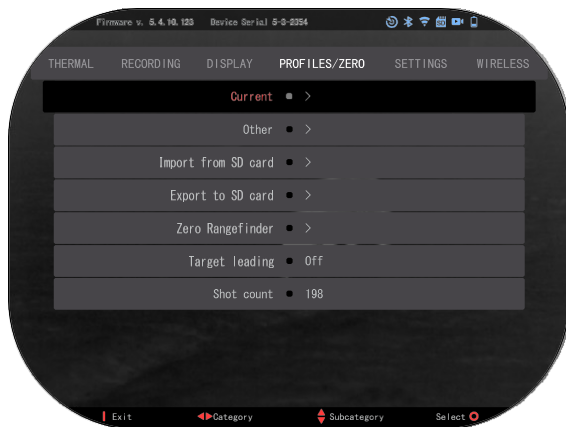 Firmware v. 5.4.10.123 Device Serial 5-3-2354
THERMAL RECORDING DISPLAY PROFILES/ZERO SETTINGS WIRELESS
Current >
Other >
Import from SD card >
Export to SD card >
Zero Rangefinder >
Target leading Off
Shot count 198
Exit Category Subcategory Select